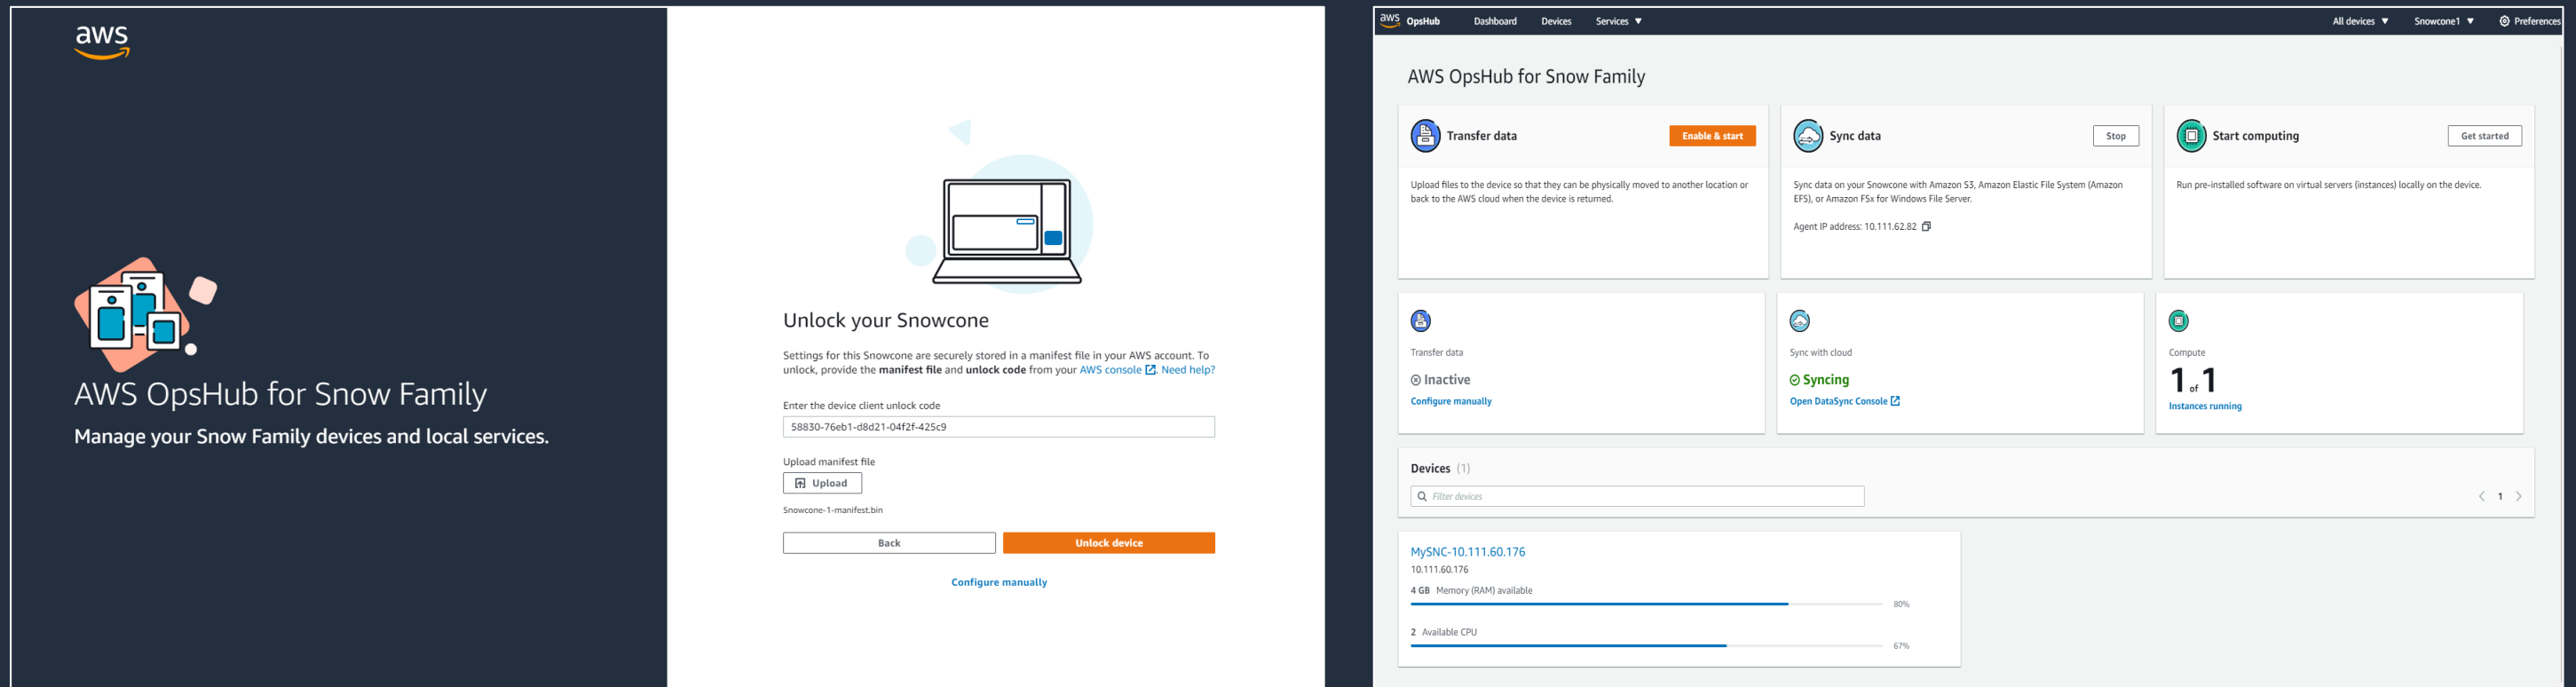 aws
AWS OpsHub for Snow Family
Manage your Snow Family devices and local services.
Unlock your Snowcone
Settings for this Snowcone are securely stored in a manifest file in your AWS account. To
unlock, provide the manifest file and unlock code from your AWS console. Need help?
Enter the device client unlock code
58830-76eb1-d8d21-04f2f-425c9
Upload manifest file
Upload
Snowcone-1-manifest.bin
Back
Unlock device
Configure manually
aws OpsHub Dashboard Devices Services All devices Snowcone1 Preferences
AWS OpsHub for Snow Family
Transfer data
Enable & start
Upload files to the device so that they can be physically moved to another location or
back to the AWS cloud when the device is returned.
Sync data
Stop
Sync data on your Snowcone with Amazon S3, Amazon Elastic File System (Amazon
EFS), or Amazon FSx for Windows File Server.
Agent IP address: 10.111.62.82
Start computing
Get started
Run pre-installed software on virtual servers (instances) locally on the device.
Transfer data
Inactive
Configure manually
Sync with cloud
Syncing
Open DataSync Console
Compute
1 of 1
Instances running
Devices (1)
Filter devices
1
MySNC-10.111.60.176
10.111.60.176
4 GB Memory (RAM) available
80%
2 Available CPU
67%